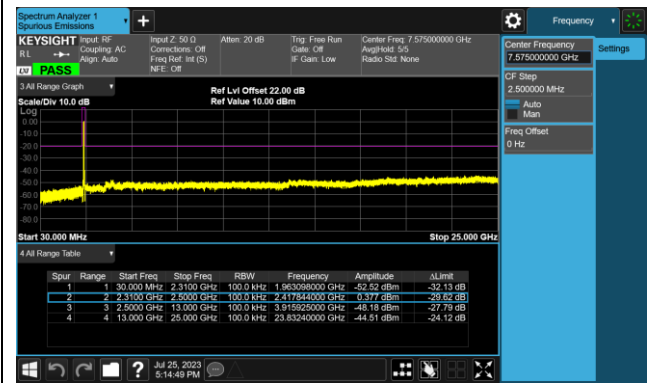 Spectrum Analyzer 1
Spurious Emissions
+
Frequency
KEYSIGHT Input: RF Input Z: 50 Ω Atten: 20 dB Trig: Free Run Center Freq: 7.575000000 GHz
RL Coupling: AC Corrections: Off Gate: Off Avg|Hold: 5/5
Align: Auto Freq Ref: Int (S) IF Gain: Low Radio Std: None
LXI PASS NFE: Off
Center Frequency
7.575000000 GHz
Settings
CF Step
2.500000 MHz
Auto
Man
Freq Offset
0 Hz
3 All Range Graph
Ref Lvl Offset 22.00 dB
Scale/Div 10.0 dB Ref Value 10.00 dBm
Log
0.00
-10.0
-20.0
-30.0
-40.0
-50.0
-60.0
-70.0
-80.0
Start 30.000 MHz Stop 25.000 GHz
4 All Range Table
Spur Range Start Freq Stop Freq RBW Frequency Amplitude ΔLimit
1 1 30.000 MHz 2.3100 GHz 100.0 kHz 1.963098000 GHz -52.52 dBm -32.13 dB
2 2 2.3100 GHz 2.5000 GHz 100.0 kHz 2.417844000 GHz 0.377 dBm -29.62 dB
3 3 2.5000 GHz 13.000 GHz 100.0 kHz 3.915925000 GHz -48.18 dBm -27.79 dB
4 4 13.000 GHz 25.000 GHz 100.0 kHz 23.83240000 GHz -44.51 dBm -24.12 dB
? Jul 25, 2023
5:14:49 PM